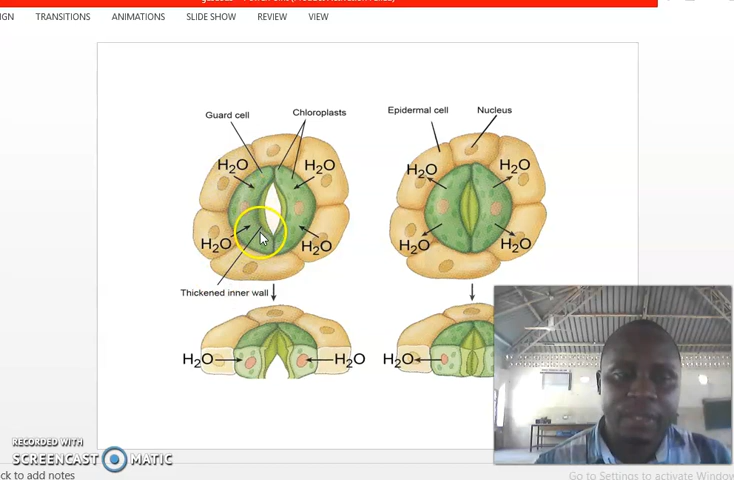 TRANSITIONS ANIMATIONS SLIDE SHOW REVIEW VIEW
Guard cell Chloroplasts Epidermal cell Nucleus
H2O H2O H2O H2O
H2O H2O H2O H2O
Thickened inner wall
H2O H2O H2O
RECORDED WITH
SCREENCAST MATIC
ck to add notes
Go to Settings to activate Window